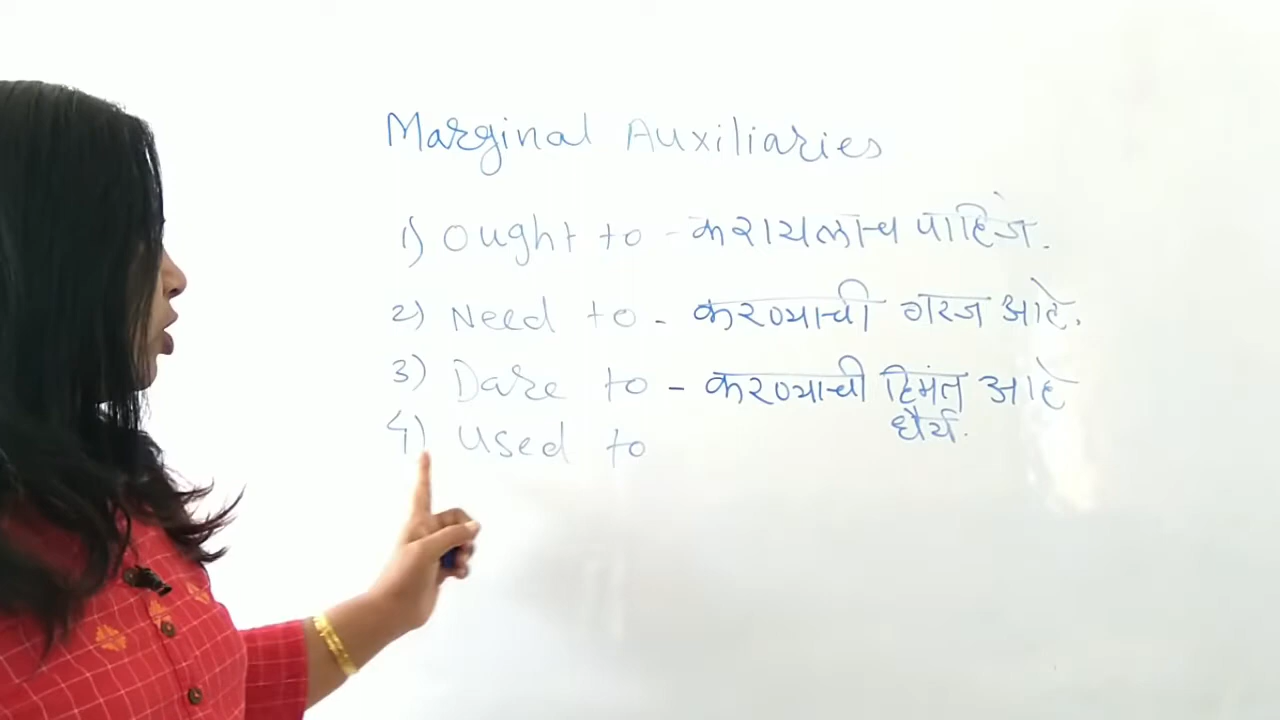 Marginal Auxiliaries
1) Ought to - करायलाच पाहिजे.
2) Need to - करण्याची गरज आहे.
3) Dare to - करण्याची हिमंत आहे
धैर्य.
4) Used to